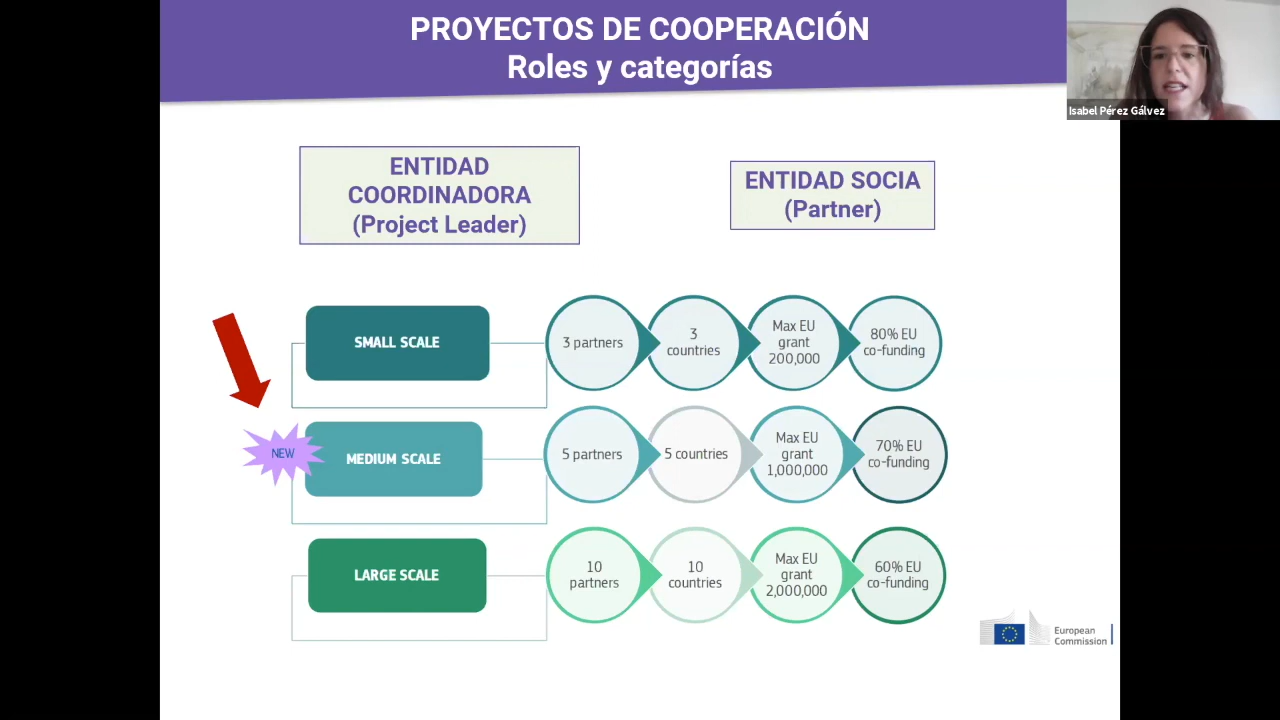 PROYECTOS DE COOPERACIÓN
Roles y categorías
Isabel Pérez Gálvez
ENTIDAD
COORDINADORA
(Project Leader)
ENTIDAD SOCIA
(Partner)
SMALL SCALE
3 partners
3
countries
Max EU
grant
200,000
80% EU
co-funding
NEW
MEDIUM SCALE
5 partners
5 countries
Max EU
grant
1,000,000
70% EU
co-funding
LARGE SCALE
10
partners
10
countries
Max EU
grant
2,000,000
60% EU
co-funding
European
Commission